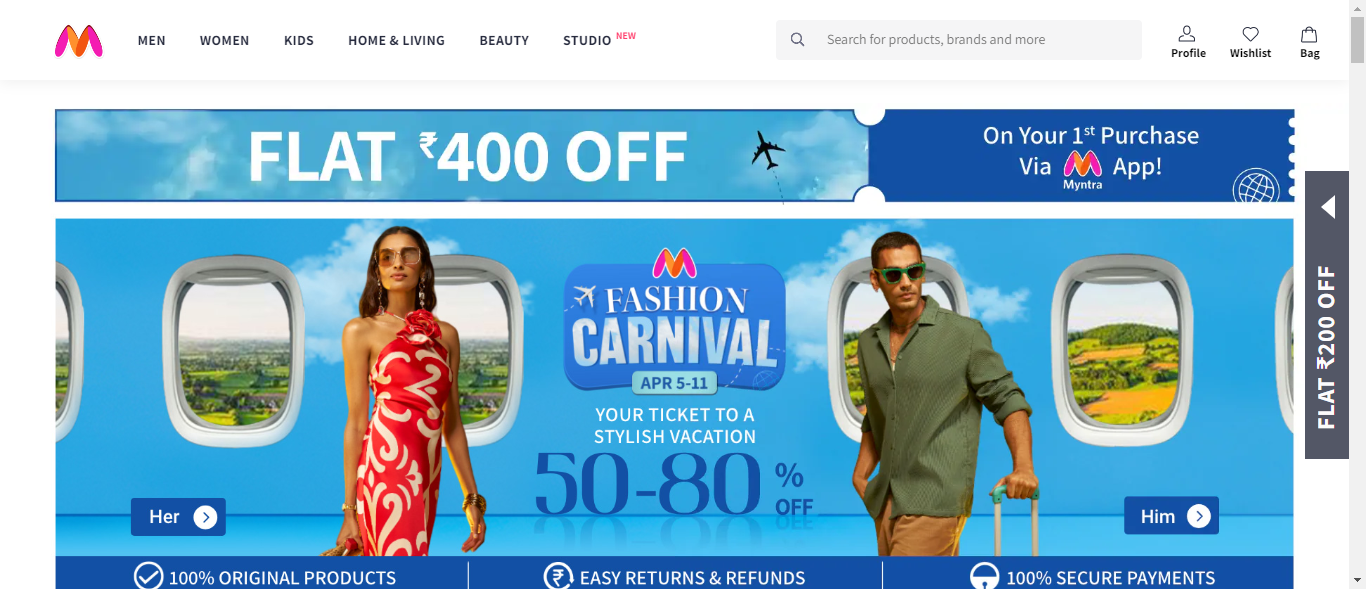 MEN
WOMEN
KIDS
HOME & LIVING
BEAUTY
STUDIO NEW
Search for products, brands and more
Profile
Wishlist
Bag
FLAT ₹400 OFF
On Your 1st Purchase
Via App!
Myntra
FLAT ₹200 OFF
FASHION
CARNIVAL
APR 5-11
YOUR TICKET TO A
STYLISH VACATION
50-80 % OFF
Her
Him
100% ORIGINAL PRODUCTS
EASY RETURNS & REFUNDS
100% SECURE PAYMENTS